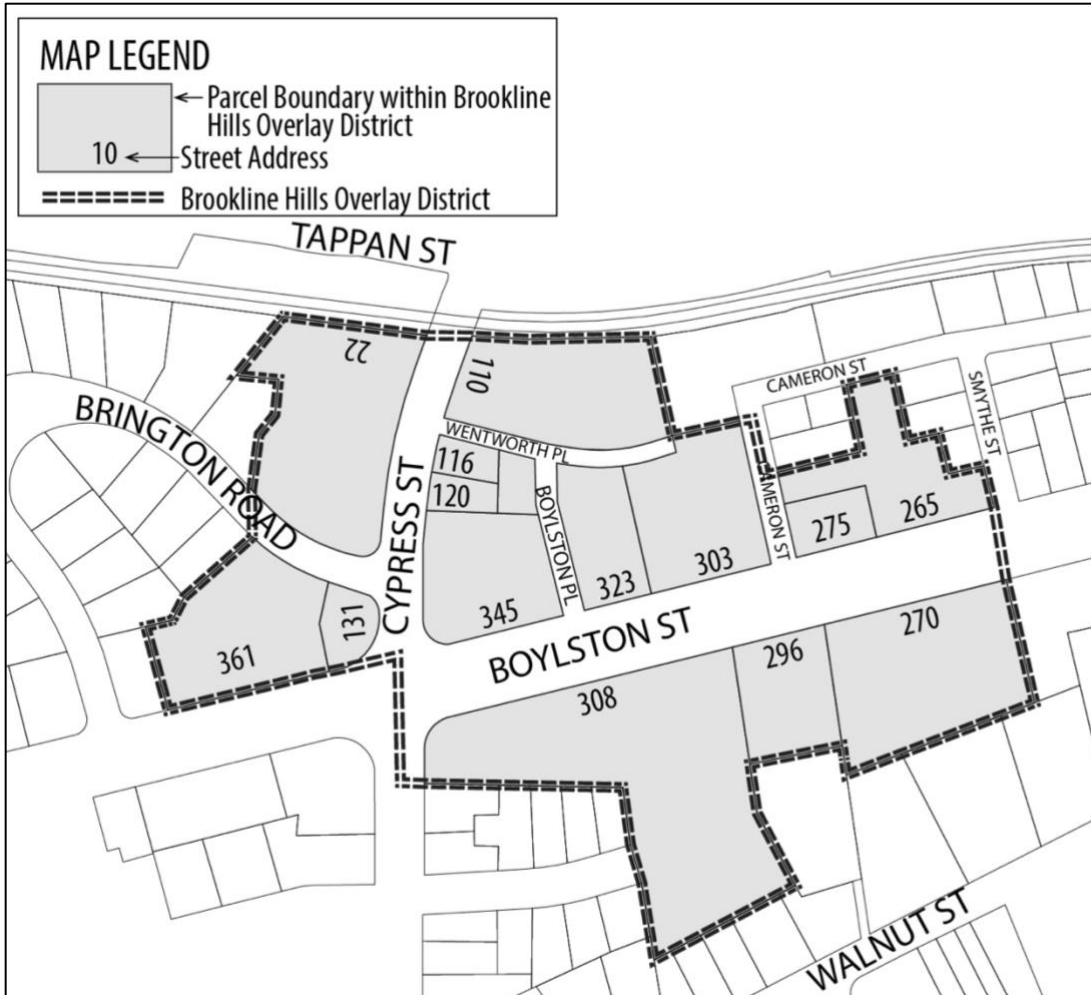 MAP LEGEND
Parcel Boundary within Brookline
Hills Overlay District
10
Street Address
Brookline Hills Overlay District
TAPPAN ST
22
110
CAMERON ST
SMYTHE ST
BRINGTON ROAD
WENTWORTH PL
116
120
CYPRESS ST
BOYLSTON PL
CAMERON ST
275
265
323
303
345
131
361
BOYLSTON ST
270
296
308
WALNUT ST